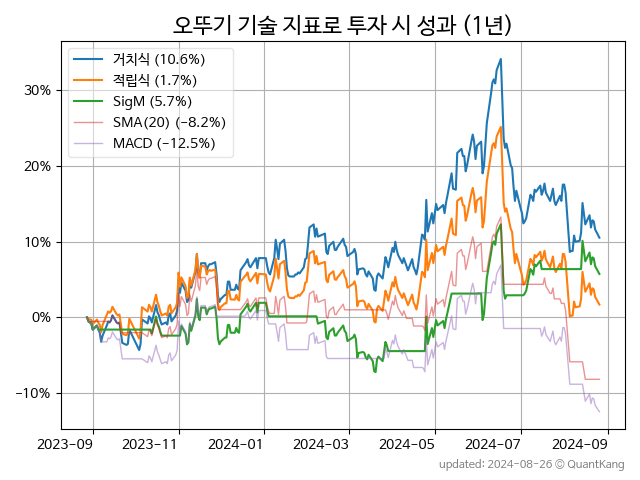 오뚜기 기술 지표로 투자 시 성과 (1년)
거치식 (10.6%)
적립식 (1.7%)
SigM (5.7%)
SMA(20) (−8.2%)
MACD (−12.5%)
30%
20%
10%
0%
−10%
2023-09 2023-11 2024-01 2024-03 2024-05 2024-07 2024-09
updated: 2024-08-26 © QuantKang